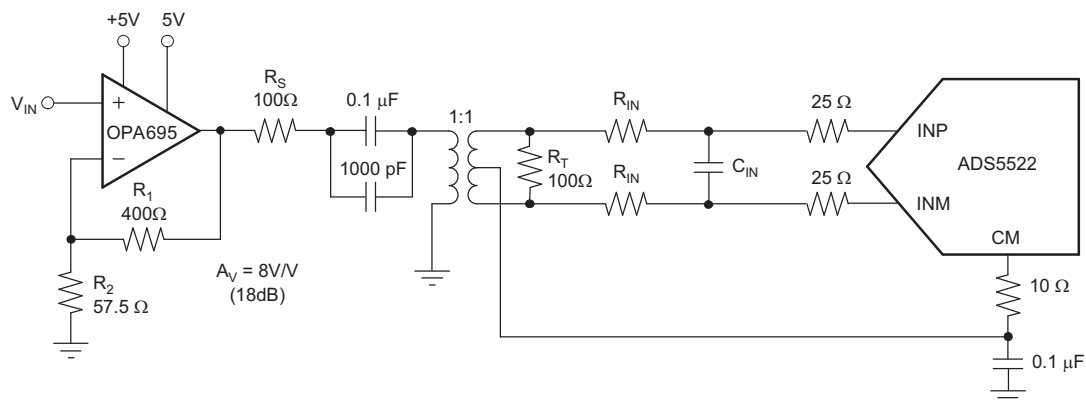 +5V
5V
V_IN
+
OPA695
−
R_S
100Ω
0.1 μF
1000 pF
1:1
R_T
100Ω
R_IN
R_IN
C_IN
25 Ω
25 Ω
INP
ADS5522
INM
CM
R_1
400Ω
A_V = 8V/V
(18dB)
R_2
57.5 Ω
10 Ω
0.1 μF